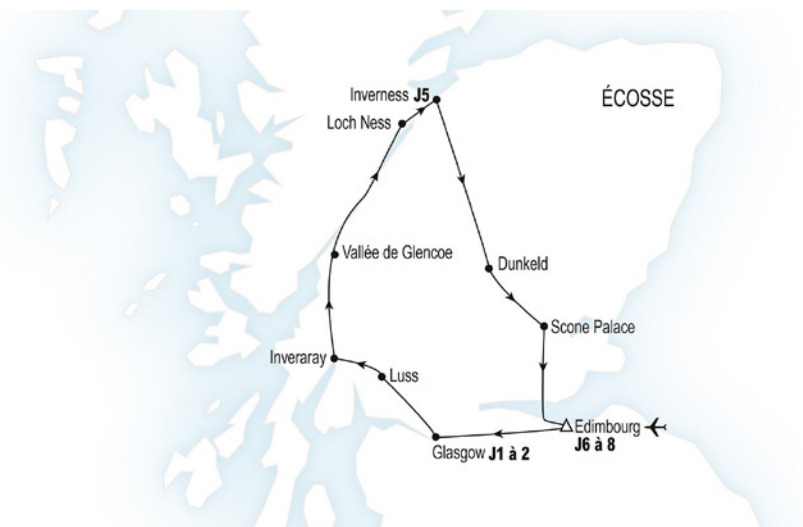 Inverness J5
ÉCOSSE
Loch Ness
Vallée de Glencoe
Dunkeld
Scone Palace
Inveraray
Luss
Edimbourg
J6 à 8
Glasgow J1 à 2